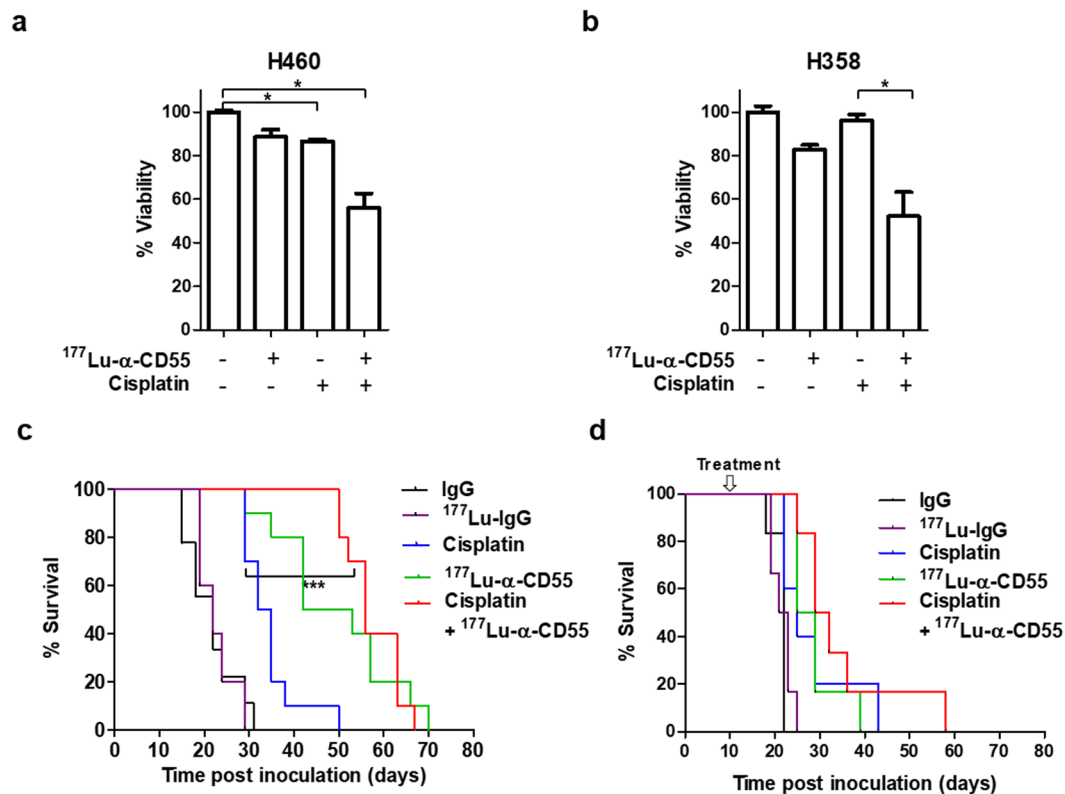 a
H460
*
*
100
80
60
40
20
0
% Viability
¹⁷⁷Lu-α-CD55 - + - +
Cisplatin - - + +
b
H358
*
100
80
60
40
20
0
% Viability
¹⁷⁷Lu-α-CD55 - + - +
Cisplatin - - + +
c
100
80
60
40
20
0
% Survival
***
IgG
¹⁷⁷Lu-IgG
Cisplatin
¹⁷⁷Lu-α-CD55
Cisplatin
+ ¹⁷⁷Lu-α-CD55
0 10 20 30 40 50 60 70 80
Time post inoculation (days)
d
Treatment
100
80
60
40
20
0
% Survival
IgG
¹⁷⁷Lu-IgG
Cisplatin
¹⁷⁷Lu-α-CD55
Cisplatin
+ ¹⁷⁷Lu-α-CD55
0 10 20 30 40 50 60 70 80
Time post inoculation (days)